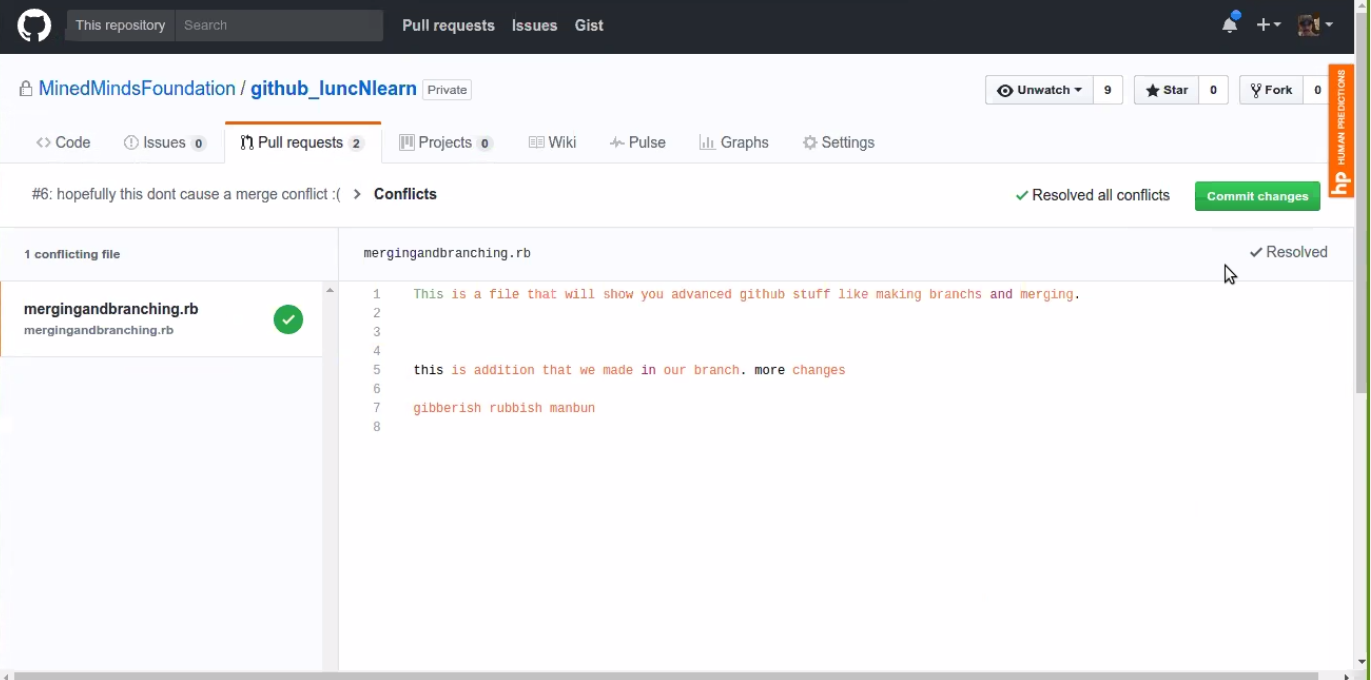 This repository Search Pull requests Issues Gist
MinedMindsFoundation / github_luncNlearn Private Unwatch 9 Star 0 Fork 0
hp HUMAN PREDICTIONS
Code Issues 0 Pull requests 2 Projects 0 Wiki Pulse Graphs Settings
#6: hopefully this dont cause a merge conflict :( > Conflicts ✓ Resolved all conflicts Commit changes
1 conflicting file
mergingandbranching.rb ✓ Resolved
mergingandbranching.rb
mergingandbranching.rb
1 This is a file that will show you advanced github stuff like making branchs and merging.
2
3
4
5 this is addition that we made in our branch. more changes
6
7 gibberish rubbish manbun
8